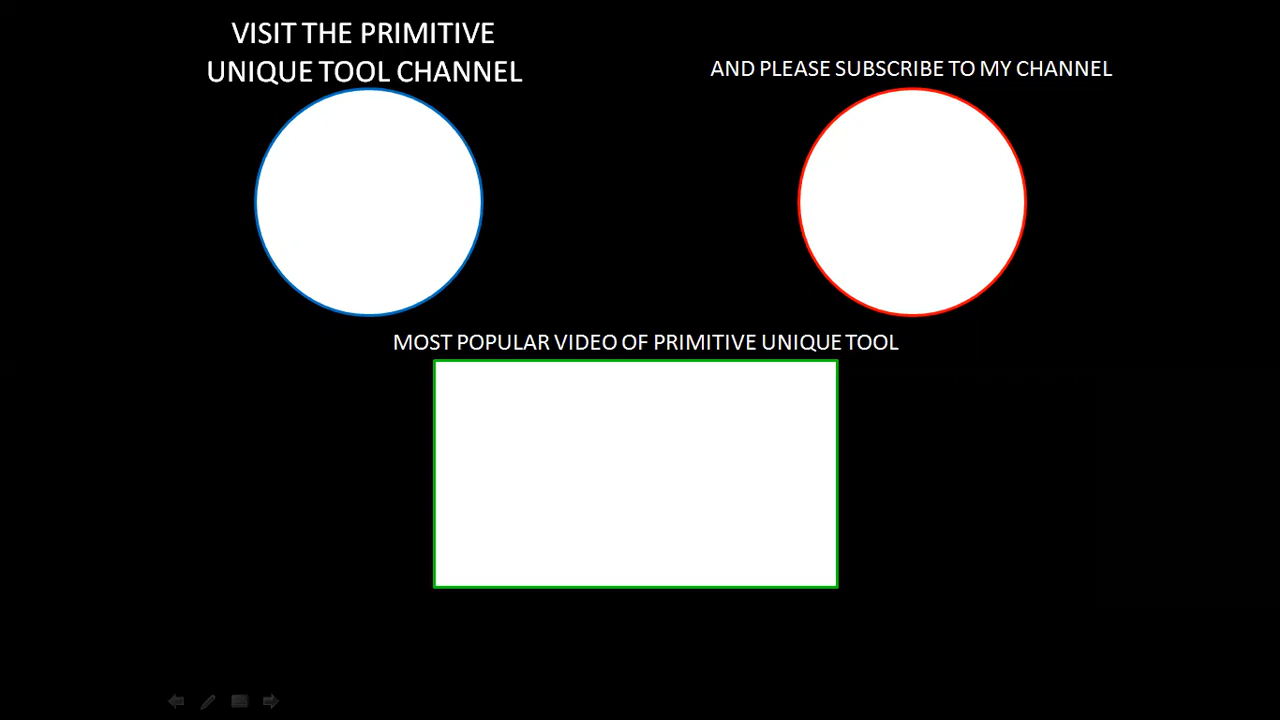 VISIT THE PRIMITIVE
UNIQUE TOOL CHANNEL
AND PLEASE SUBSCRIBE TO MY CHANNEL
MOST POPULAR VIDEO OF PRIMITIVE UNIQUE TOOL